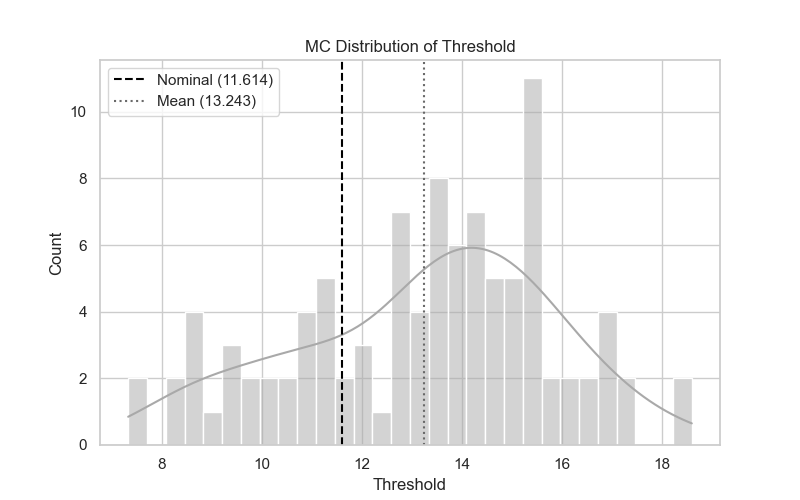 MC Distribution of Threshold
Nominal (11.614)
Mean (13.243)
10
8
6
4
2
0
Count
8 10 12 14 16 18
Threshold